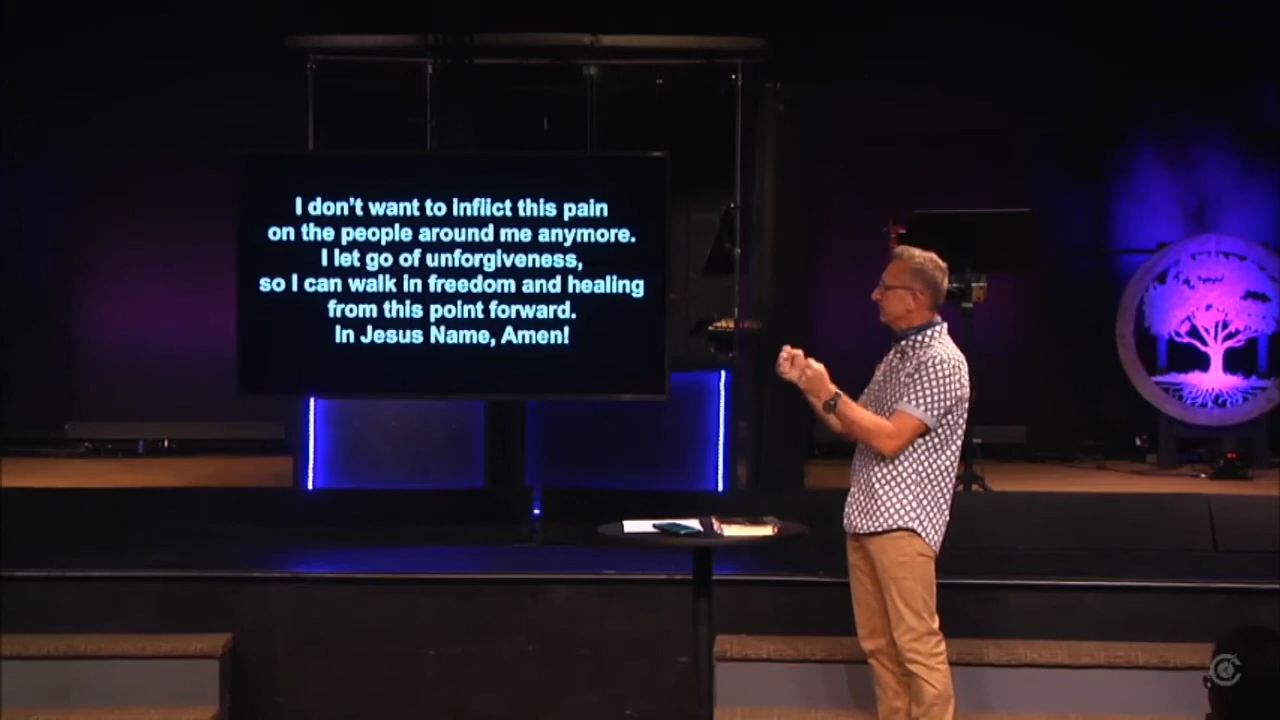 I don't want to inflict this pain
on the people around me anymore.
I let go of unforgiveness,
so I can walk in freedom and healing
from this point forward.
In Jesus Name, Amen!